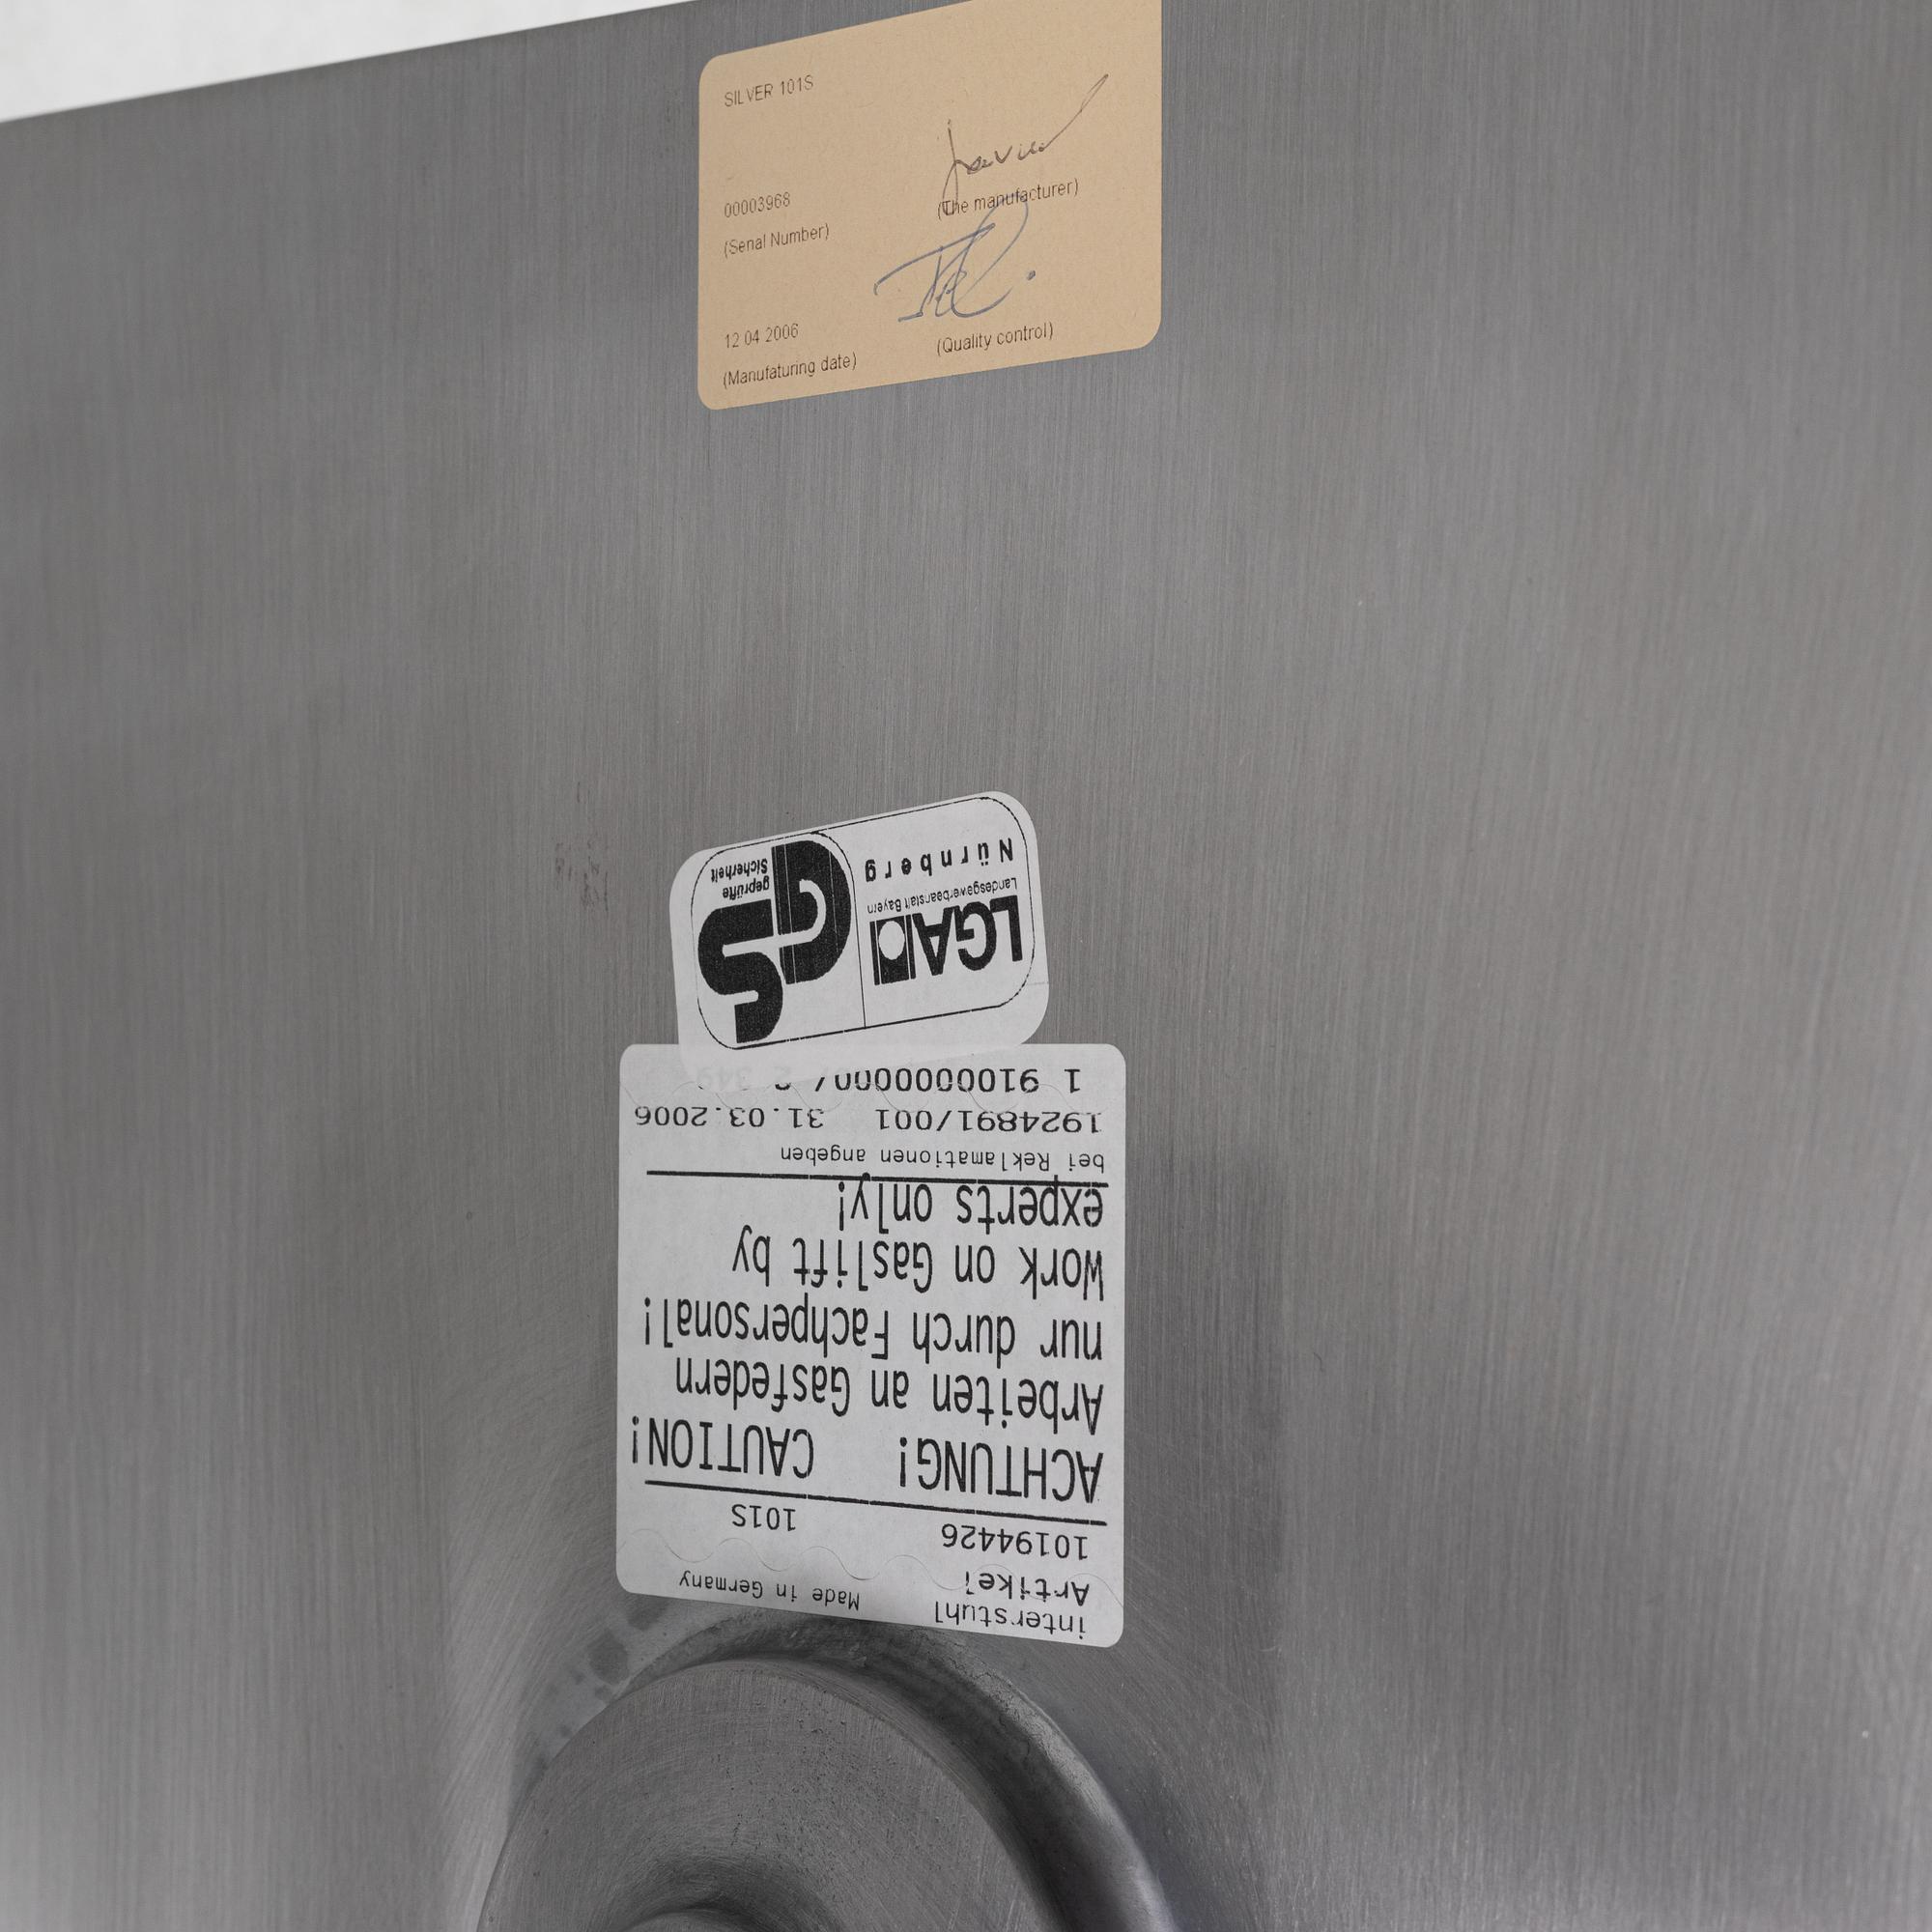 SILVER 101S
00003968
(Serial Number)
12 04 2006
(Manufaturing date)
(The manufacturer)
(Quality control)
LGA
Landesgewerbeanstalt Bayern
Nürnberg
GS
geprüfte
Sicherheit
interstuhl Made in Germany
Artikel
10194426 101S
ACHTUNG! CAUTION!
Arbeiten an Gasfedern
nur durch Fachpersonal!
Work on Gaslift by
experts only!
bei Reklamationen angeben
1924891/001 31.03.2006
1